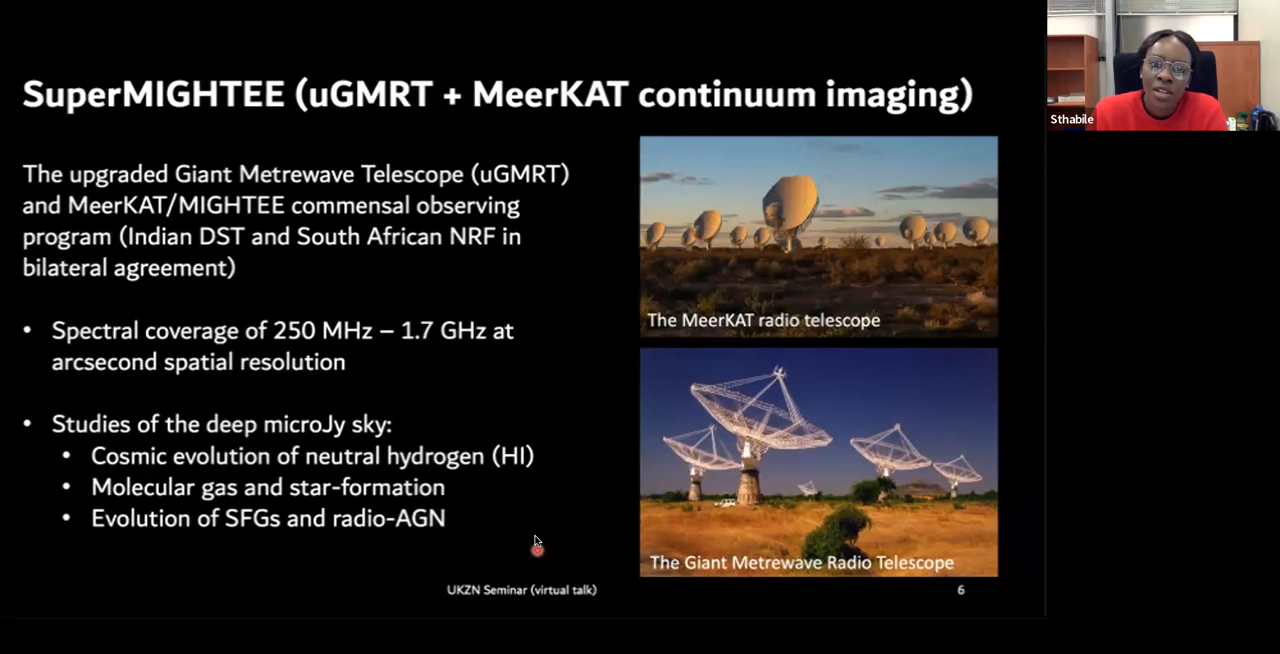 SuperMIGHTEE (uGMRT + MeerKAT continuum imaging)
The upgraded Giant Metrewave Telescope (uGMRT)
and MeerKAT/MIGHTEE commensal observing
program (Indian DST and South African NRF in
bilateral agreement)
• Spectral coverage of 250 MHz – 1.7 GHz at
arcsecond spatial resolution
• Studies of the deep microJy sky:
• Cosmic evolution of neutral hydrogen (HI)
• Molecular gas and star-formation
• Evolution of SFGs and radio-AGN
The MeerKAT radio telescope
The Giant Metrewave Radio Telescope
UKZN Seminar (virtual talk)
6
Sthabile